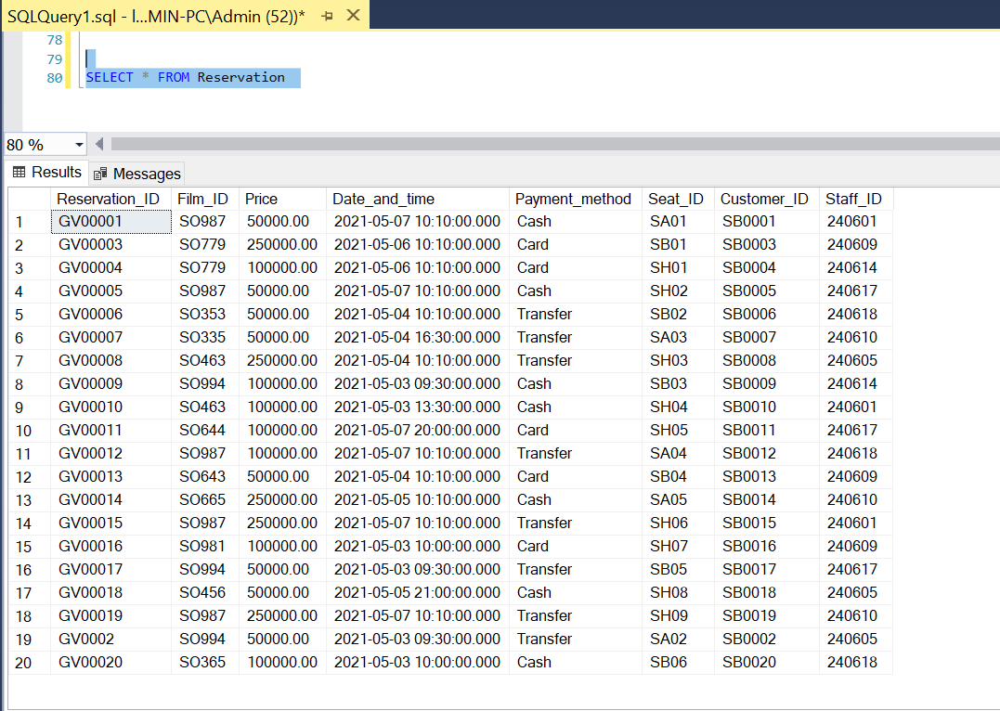 SQLQuery1.sql - l...MIN-PC\Admin (52))*
78
79
80 SELECT * FROM Reservation
80 %
Results Messages
Reservation_ID Film_ID Price Date_and_time Payment_method Seat_ID Customer_ID Staff_ID
1 GV00001 SO987 50000.00 2021-05-07 10:10:00.000 Cash SA01 SB0001 240601
2 GV00003 SO779 250000.00 2021-05-06 10:10:00.000 Card SB01 SB0003 240609
3 GV00004 SO779 100000.00 2021-05-06 10:10:00.000 Card SH01 SB0004 240614
4 GV00005 SO987 50000.00 2021-05-07 10:10:00.000 Cash SH02 SB0005 240617
5 GV00006 SO353 50000.00 2021-05-04 10:10:00.000 Transfer SB02 SB0006 240618
6 GV00007 SO335 50000.00 2021-05-04 16:30:00.000 Transfer SA03 SB0007 240610
7 GV00008 SO463 250000.00 2021-05-04 10:10:00.000 Transfer SH03 SB0008 240605
8 GV00009 SO994 100000.00 2021-05-03 09:30:00.000 Cash SB03 SB0009 240614
9 GV00010 SO463 100000.00 2021-05-03 13:30:00.000 Cash SH04 SB0010 240601
10 GV00011 SO644 100000.00 2021-05-07 20:00:00.000 Card SH05 SB0011 240617
11 GV00012 SO987 100000.00 2021-05-07 10:10:00.000 Transfer SA04 SB0012 240618
12 GV00013 SO643 50000.00 2021-05-04 10:10:00.000 Card SB04 SB0013 240609
13 GV00014 SO665 250000.00 2021-05-05 10:10:00.000 Cash SA05 SB0014 240610
14 GV00015 SO987 250000.00 2021-05-07 10:10:00.000 Transfer SH06 SB0015 240601
15 GV00016 SO981 100000.00 2021-05-03 10:00:00.000 Card SH07 SB0016 240609
16 GV00017 SO994 50000.00 2021-05-03 09:30:00.000 Transfer SB05 SB0017 240617
17 GV00018 SO456 50000.00 2021-05-05 21:00:00.000 Cash SH08 SB0018 240605
18 GV00019 SO987 250000.00 2021-05-07 10:10:00.000 Transfer SH09 SB0019 240610
19 GV0002 SO994 50000.00 2021-05-03 09:30:00.000 Transfer SA02 SB0002 240605
20 GV00020 SO365 100000.00 2021-05-03 10:00:00.000 Cash SB06 SB0020 240618